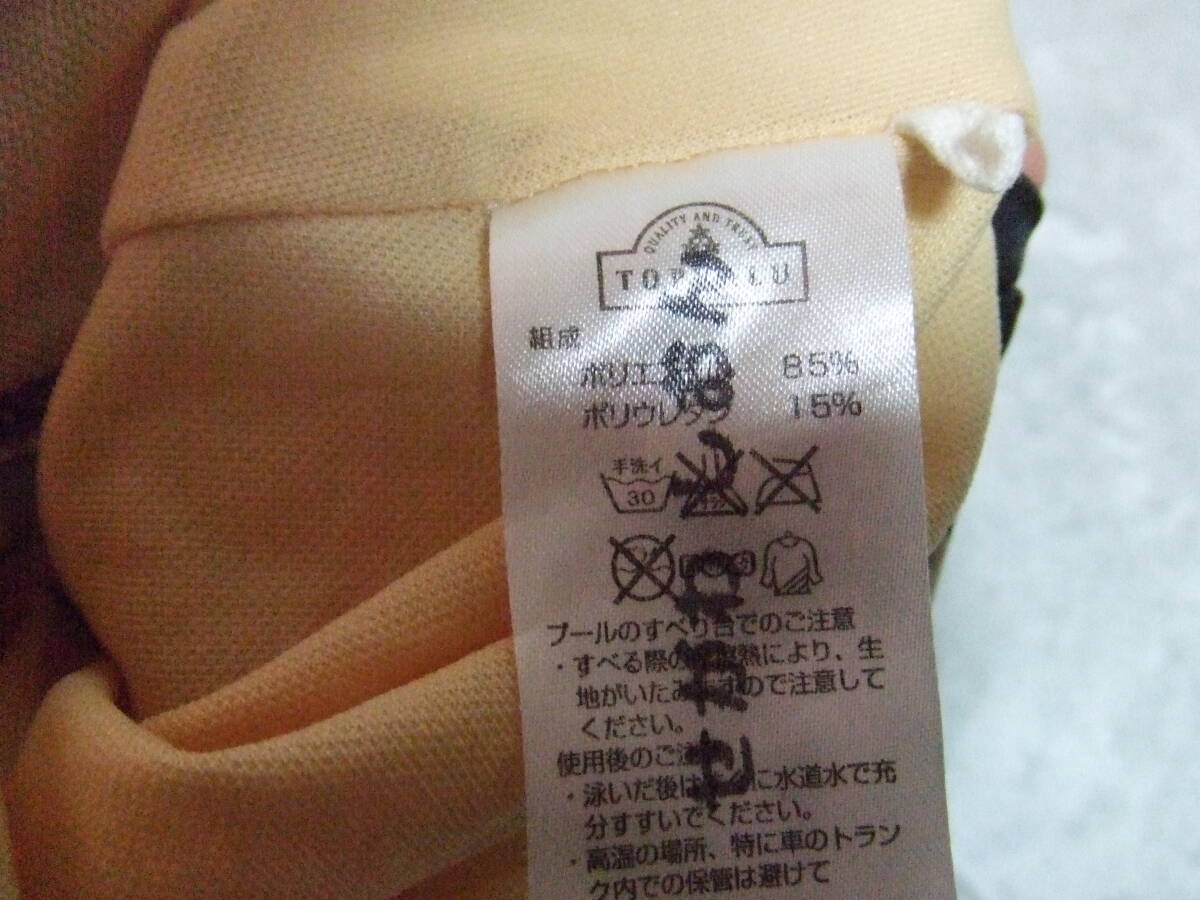 QUALITY AND TRUST
組成
85%
ポリウレタン 15%
手洗イ
30
プールのすべり台でのご注意
・すべる際の 熱により、生
地がいたみますので注意して
ください。
使用後のご注
・泳いだ後は に水道水で充
分すすいでください。
・高温の場所、特に車のトラン
ク内での保管は避けて